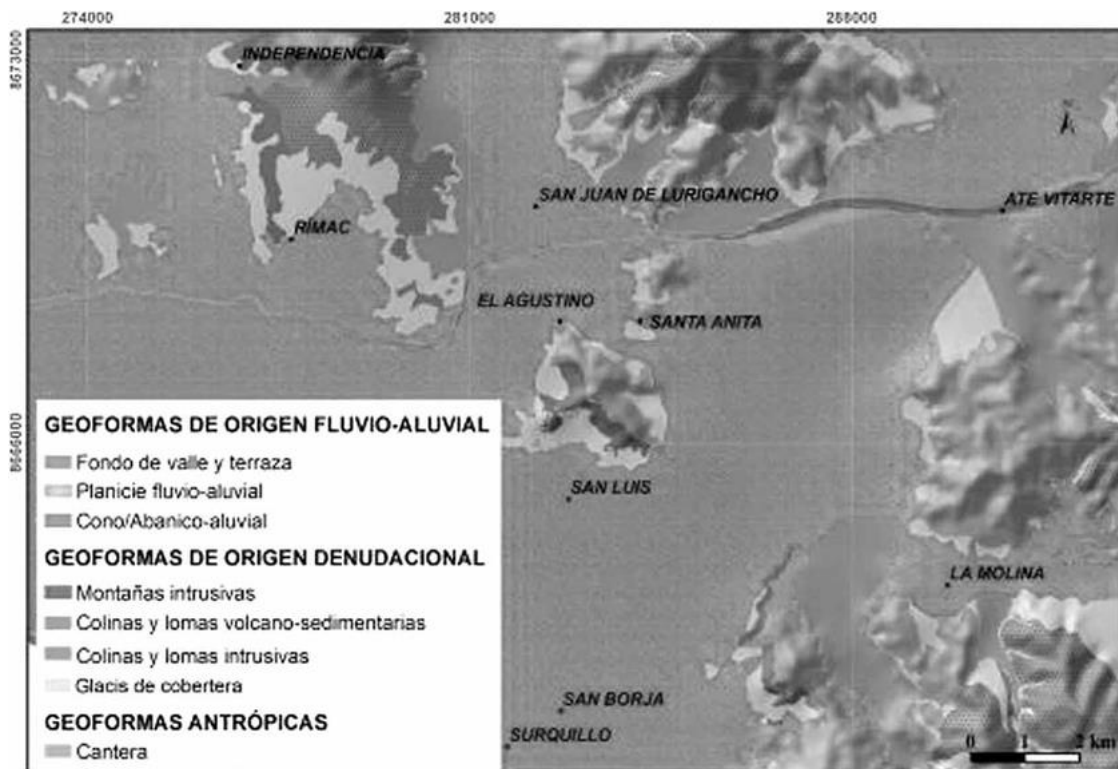 274000 281000 288000
8673000
INDEPENDENCIA
SAN JUAN DE LURIGANCHO
ATE VITARTE
RÍMAC
EL AGUSTINO
SANTA ANITA
8666000
GEOFORMAS DE ORIGEN FLUVIO-ALUVIAL
Fondo de valle y terraza
Planicie fluvio-aluvial
Cono/Abanico-aluvial
GEOFORMAS DE ORIGEN DENUDACIONAL
Montañas intrusivas
Colinas y lomas volcano-sedimentarias
Colinas y lomas intrusivas
Glacis de cobertera
GEOFORMAS ANTRÓPICAS
Cantera
SAN LUIS
LA MOLINA
SAN BORJA
SURQUILLO
0 1 2 km